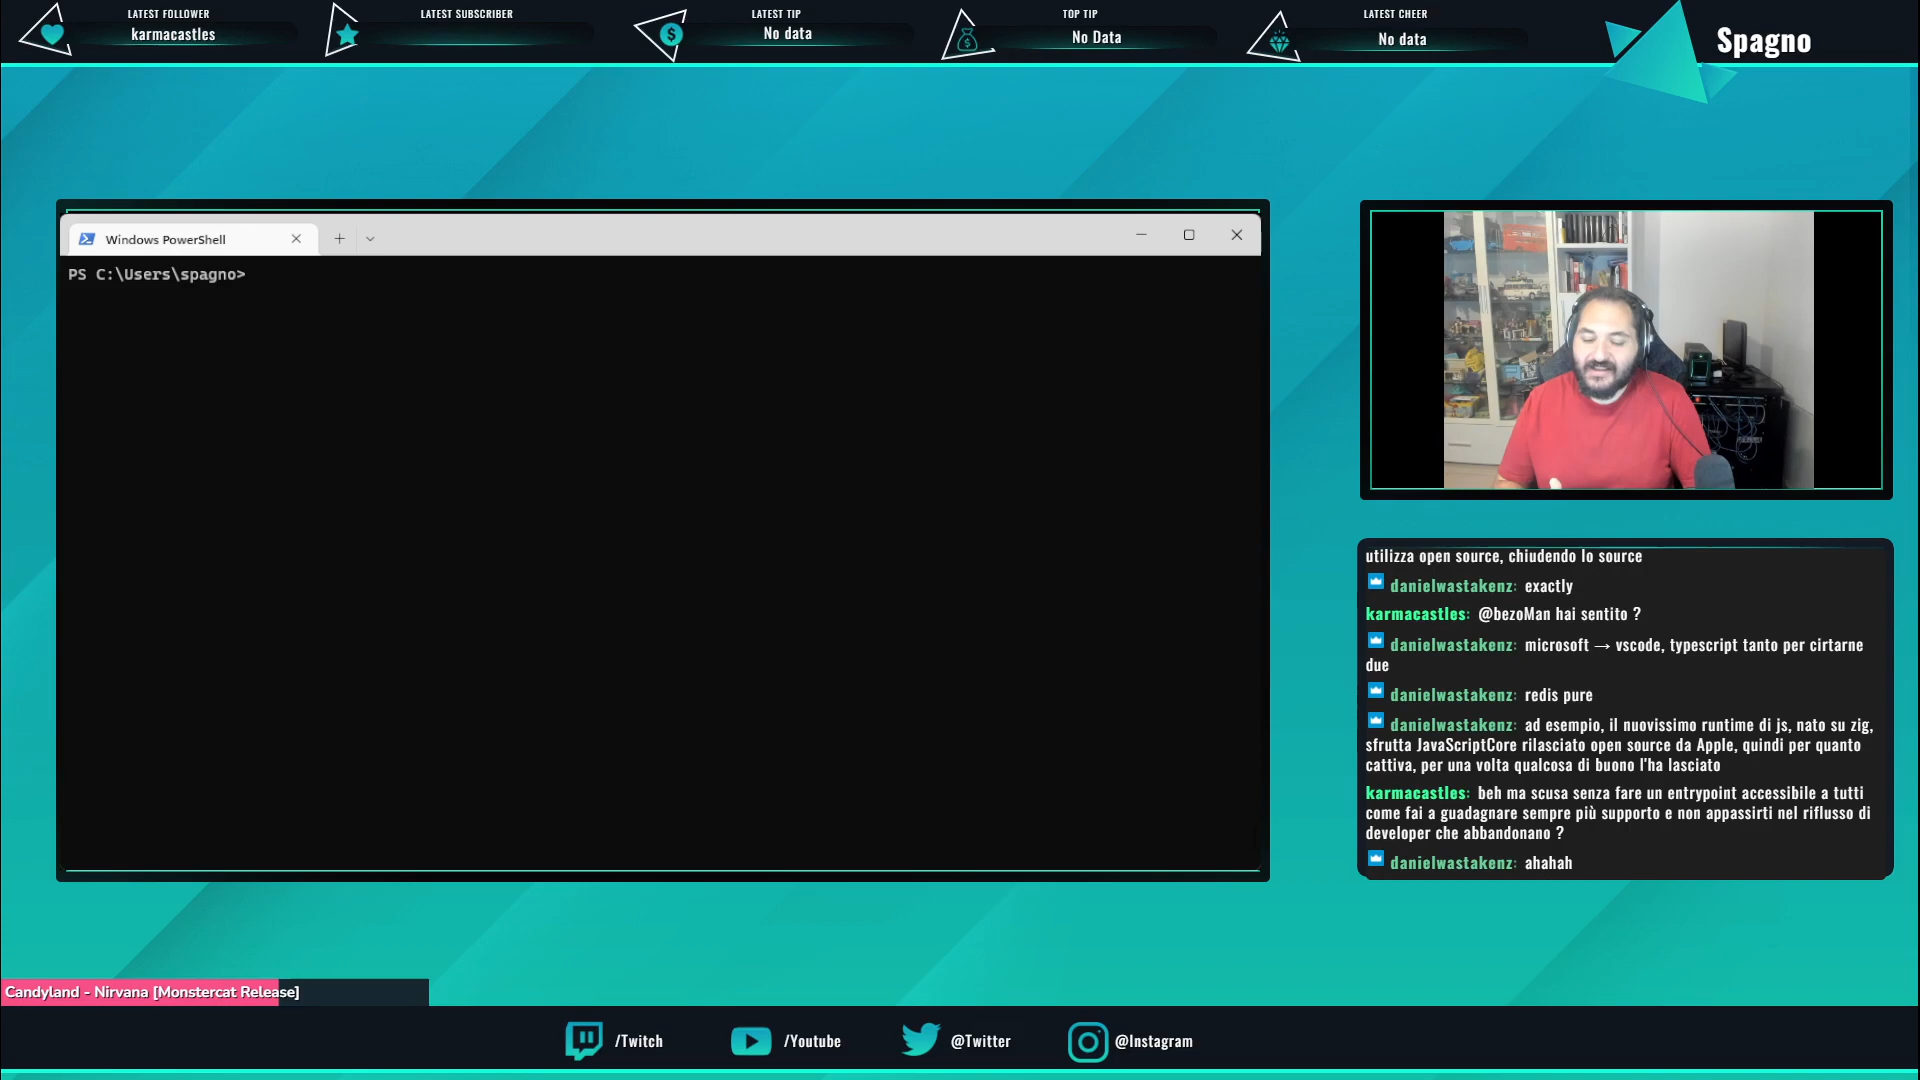 LATEST FOLLOWER
karmacastles
LATEST SUBSCRIBER
LATEST TIP
No data
TOP TIP
No Data
LATEST CHEER
No data
Spagno
Windows PowerShell
PS C:\Users\spagno>
utilizza open source, chiudendo lo source
danielwastakenz: exactly
karmacastles: @bezoMan hai sentito ?
danielwastakenz: microsoft → vscode, typescript tanto per cirtarne
due
danielwastakenz: redis pure
danielwastakenz: ad esempio, il nuovissimo runtime di js, nato su zig,
sfrutta JavaScriptCore rilasciato open source da Apple, quindi per quanto
cattiva, per una volta qualcosa di buono l'ha lasciato
karmacastles: beh ma scusa senza fare un entrypoint accessibile a tutti
come fai a guadagnare sempre più supporto e non appassirti nel riflusso di
developer che abbandonano ?
danielwastakenz: ahahah
Candyland - Nirvana [Monstercat Release]
/Twitch
/Youtube
@Twitter
@Instagram